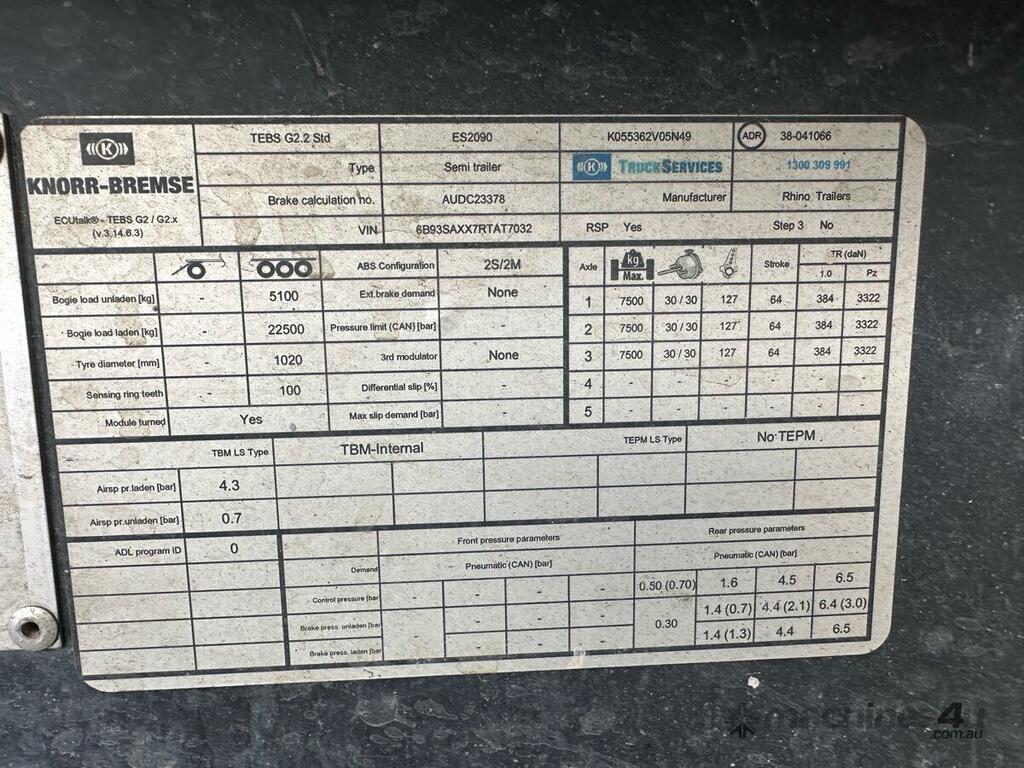 K
TEBS G2.2 Std ES2090 K055362V05N49 ADR 38-041066
KNORR-BREMSE
Type Semi trailer K TRUCKSERVICES 1300 309 991
Brake calculation no. AUDC23378 Manufacturer Rhino Trailers
ECUtalk® - TEBS G2 / G2.x
(v.3.14.6.3)
VIN 6B93SAXX7RTAT7032 RSP Yes Step 3 No
ABS Configuration 2S/2M Axle kg Max. Stroke TR (daN)
1.0 Pz
Bogie load unladen [kg] - 5100 Ext.brake demand None 1 7500 30 / 30 127 64 384 3322
Bogie load laden [kg] - 22500 Pressure limit (CAN) [bar] - 2 7500 30 / 30 127 64 384 3322
Tyre diameter [mm] - 1020 3rd modulator None 3 7500 30 / 30 127 64 384 3322
Sensing ring teeth - 100 Differential slip [%] - 4 - - - - - -
Module turned Yes Max slip demand [bar] - 5 - - - - - -
TBM LS Type TBM-Internal TEPM LS Type No TEPM
Airsp pr.laden [bar] 4.3
Airsp pr.unladen [bar] 0.7
ADL program ID 0 Front pressure parameters Rear pressure parameters
Demand Pneumatic (CAN) [bar] Pneumatic (CAN) [bar]
Control pressure [bar - - - - 0.50 (0.70) 1.6 4.5 6.5
Brake press. unladen [bar - - - 0.30 1.4 (0.7) 4.4 (2.1) 6.4 (3.0)
Brake press. laden [bar - - - 1.4 (1.3) 4.4 6.5
machines4u
.com.au